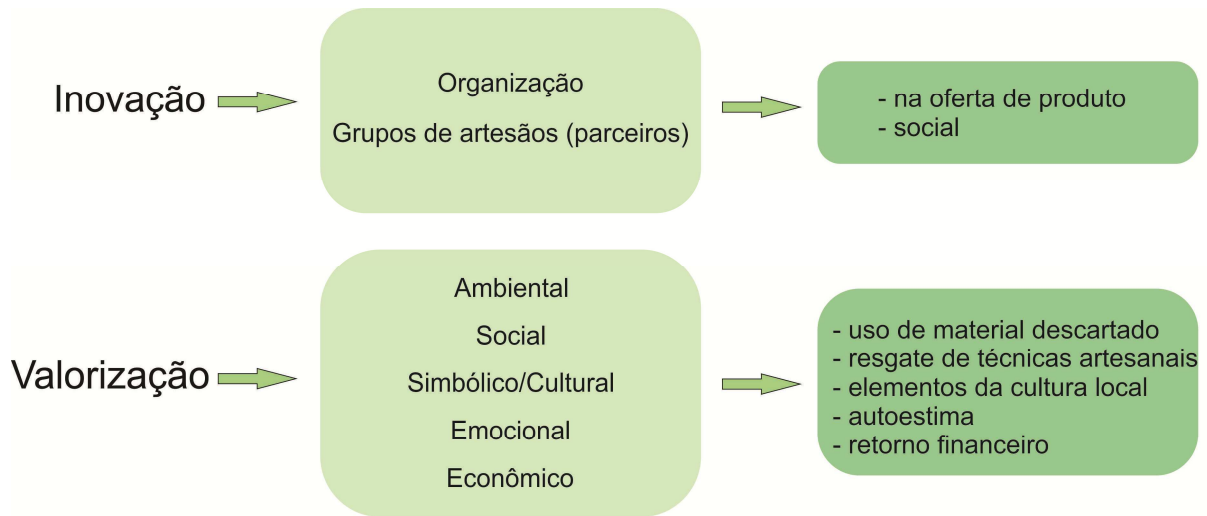 Inovação
Organização
Grupos de artesãos (parceiros)
- na oferta de produto
- social
Valorização
Ambiental
Social
Simbólico/Cultural
Emocional
Econômico
- uso de material descartado
- resgate de técnicas artesanais
- elementos da cultura local
- autoestima
- retorno financeiro